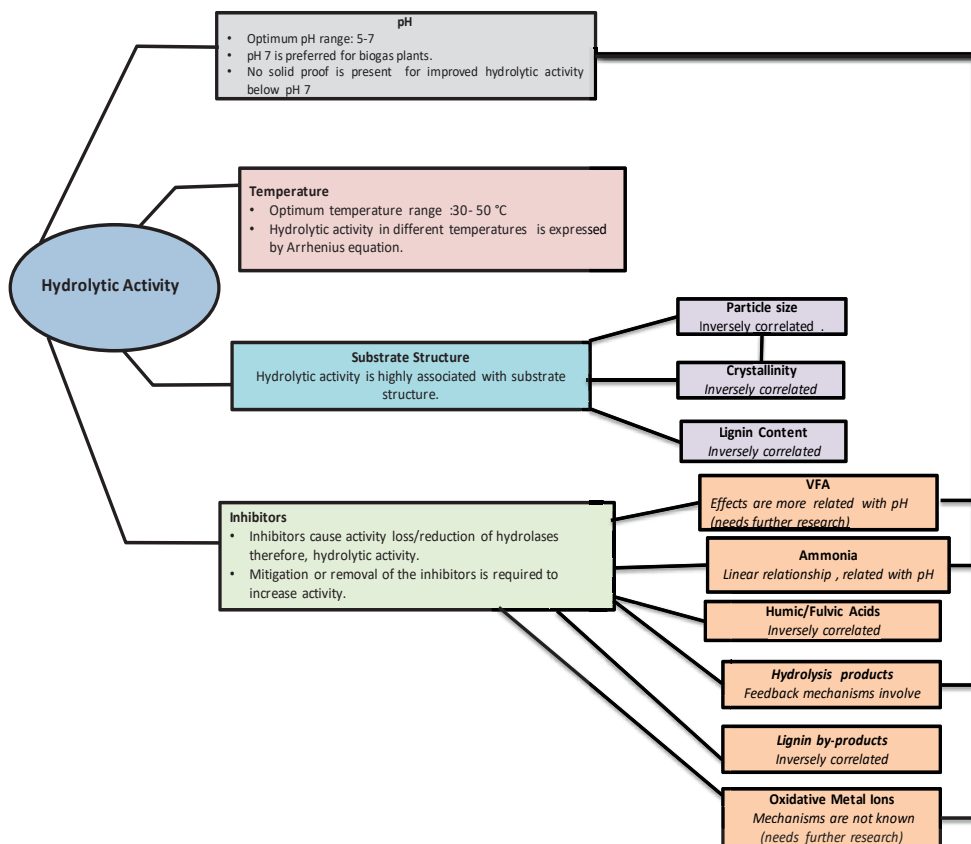 pH
• Optimum pH range: 5-7
• pH 7 is preferred for biogas plants.
• No solid proof is present for improved hydrolytic activity
below pH 7
Temperature
• Optimum temperature range :30- 50 °C
• Hydrolytic activity in different temperatures is expressed
by Arrhenius equation.
Hydrolytic Activity
Substrate Structure
Hydrolytic activity is highly associated with substrate
structure.
Particle size
Inversely correlated .
Crystallinity
Inversely correlated
Lignin Content
Inversely correlated
Inhibitors
• Inhibitors cause activity loss/reduction of hydrolases
therefore, hydrolytic activity.
• Mitigation or removal of the inhibitors is required to
increase activity.
VFA
Effects are more related with pH
(needs further research)
Ammonia
Linear relationship , related with pH
Humic/Fulvic Acids
Inversely correlated
Hydrolysis products
Feedback mechanisms involve
Lignin by-products
Inversely correlated
Oxidative Metal Ions
Mechanisms are not known
(needs further research)